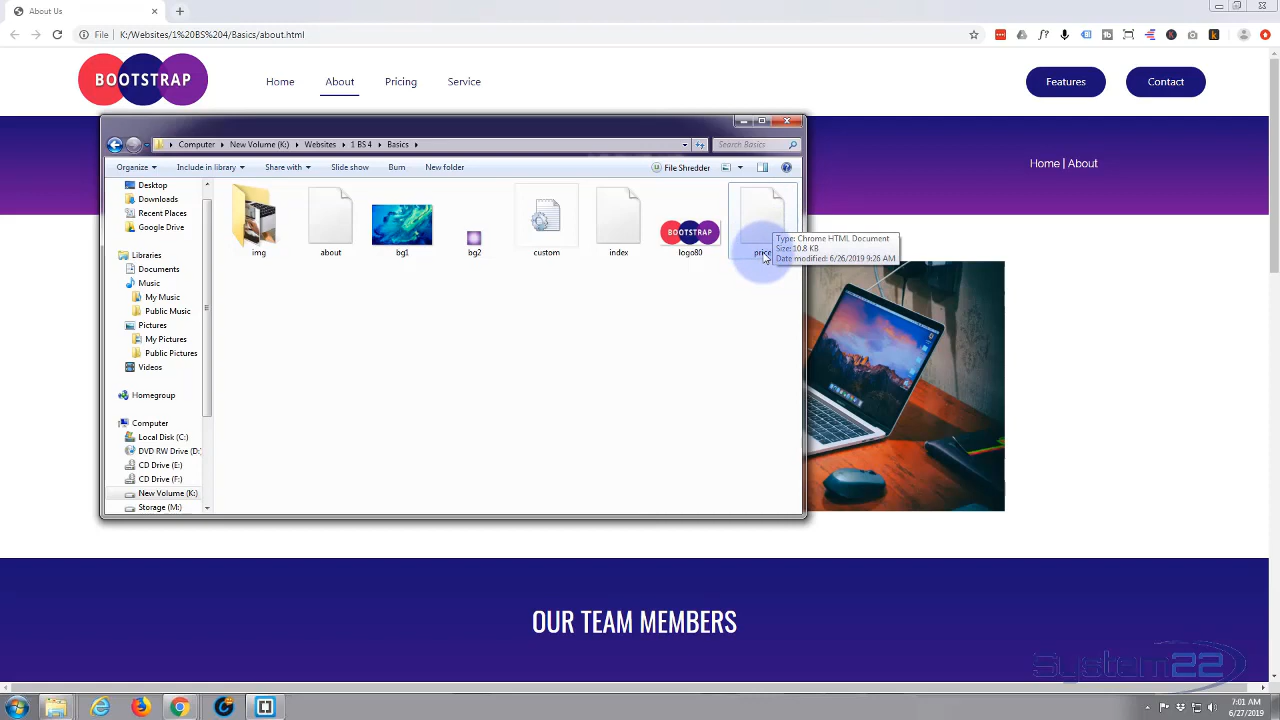 About Us
File | K:/Websites/1%20BS%204/Basics/about.html
BOOTSTRAP
Home
About
Pricing
Service
Features
Contact
Computer
New Volume (K:)
Websites
1 BS 4
Basics
Search Basics
Home | About
Organize
Include in library
Share with
Slide show
Burn
New folder
File Shredder
Desktop
Downloads
Recent Places
Google Drive
Libraries
Documents
Music
My Music
Public Music
Pictures
My Pictures
Public Pictures
Videos
Homegroup
Computer
Local Disk (C:)
DVD RW Drive (D:
CD Drive (E:)
CD Drive (F:)
New Volume (K:)
Storage (M:)
img
about
bg1
bg2
custom
index
BOOTSTRAP
logo80
price
Type: Chrome HTML Document
Size: 10.8 KB
Date modified: 6/26/2019 9:26 AM
OUR TEAM MEMBERS
System22
7:01 AM
6/27/2019